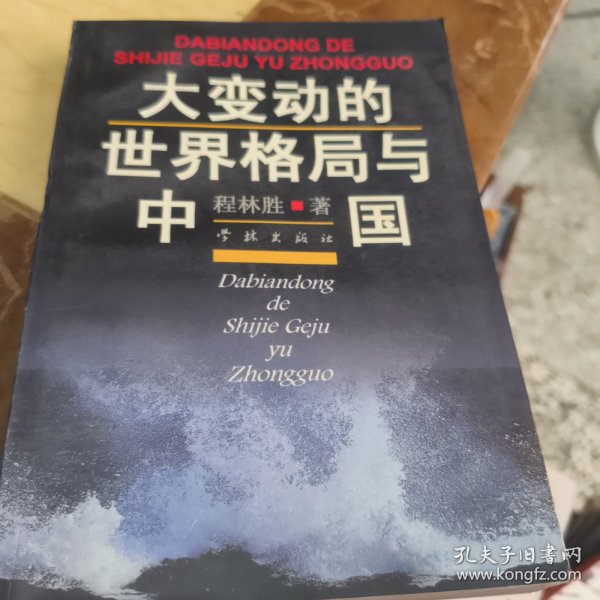 DABIANDONG DE
SHIJIE GEJU YU ZHONGGUO
大变动的
世界格局与
中国
程林胜■著
学林出版社
Dabiandong
de
Shijie Geju
yu
Zhongguo
孔夫子旧书网
www.kongfz.com